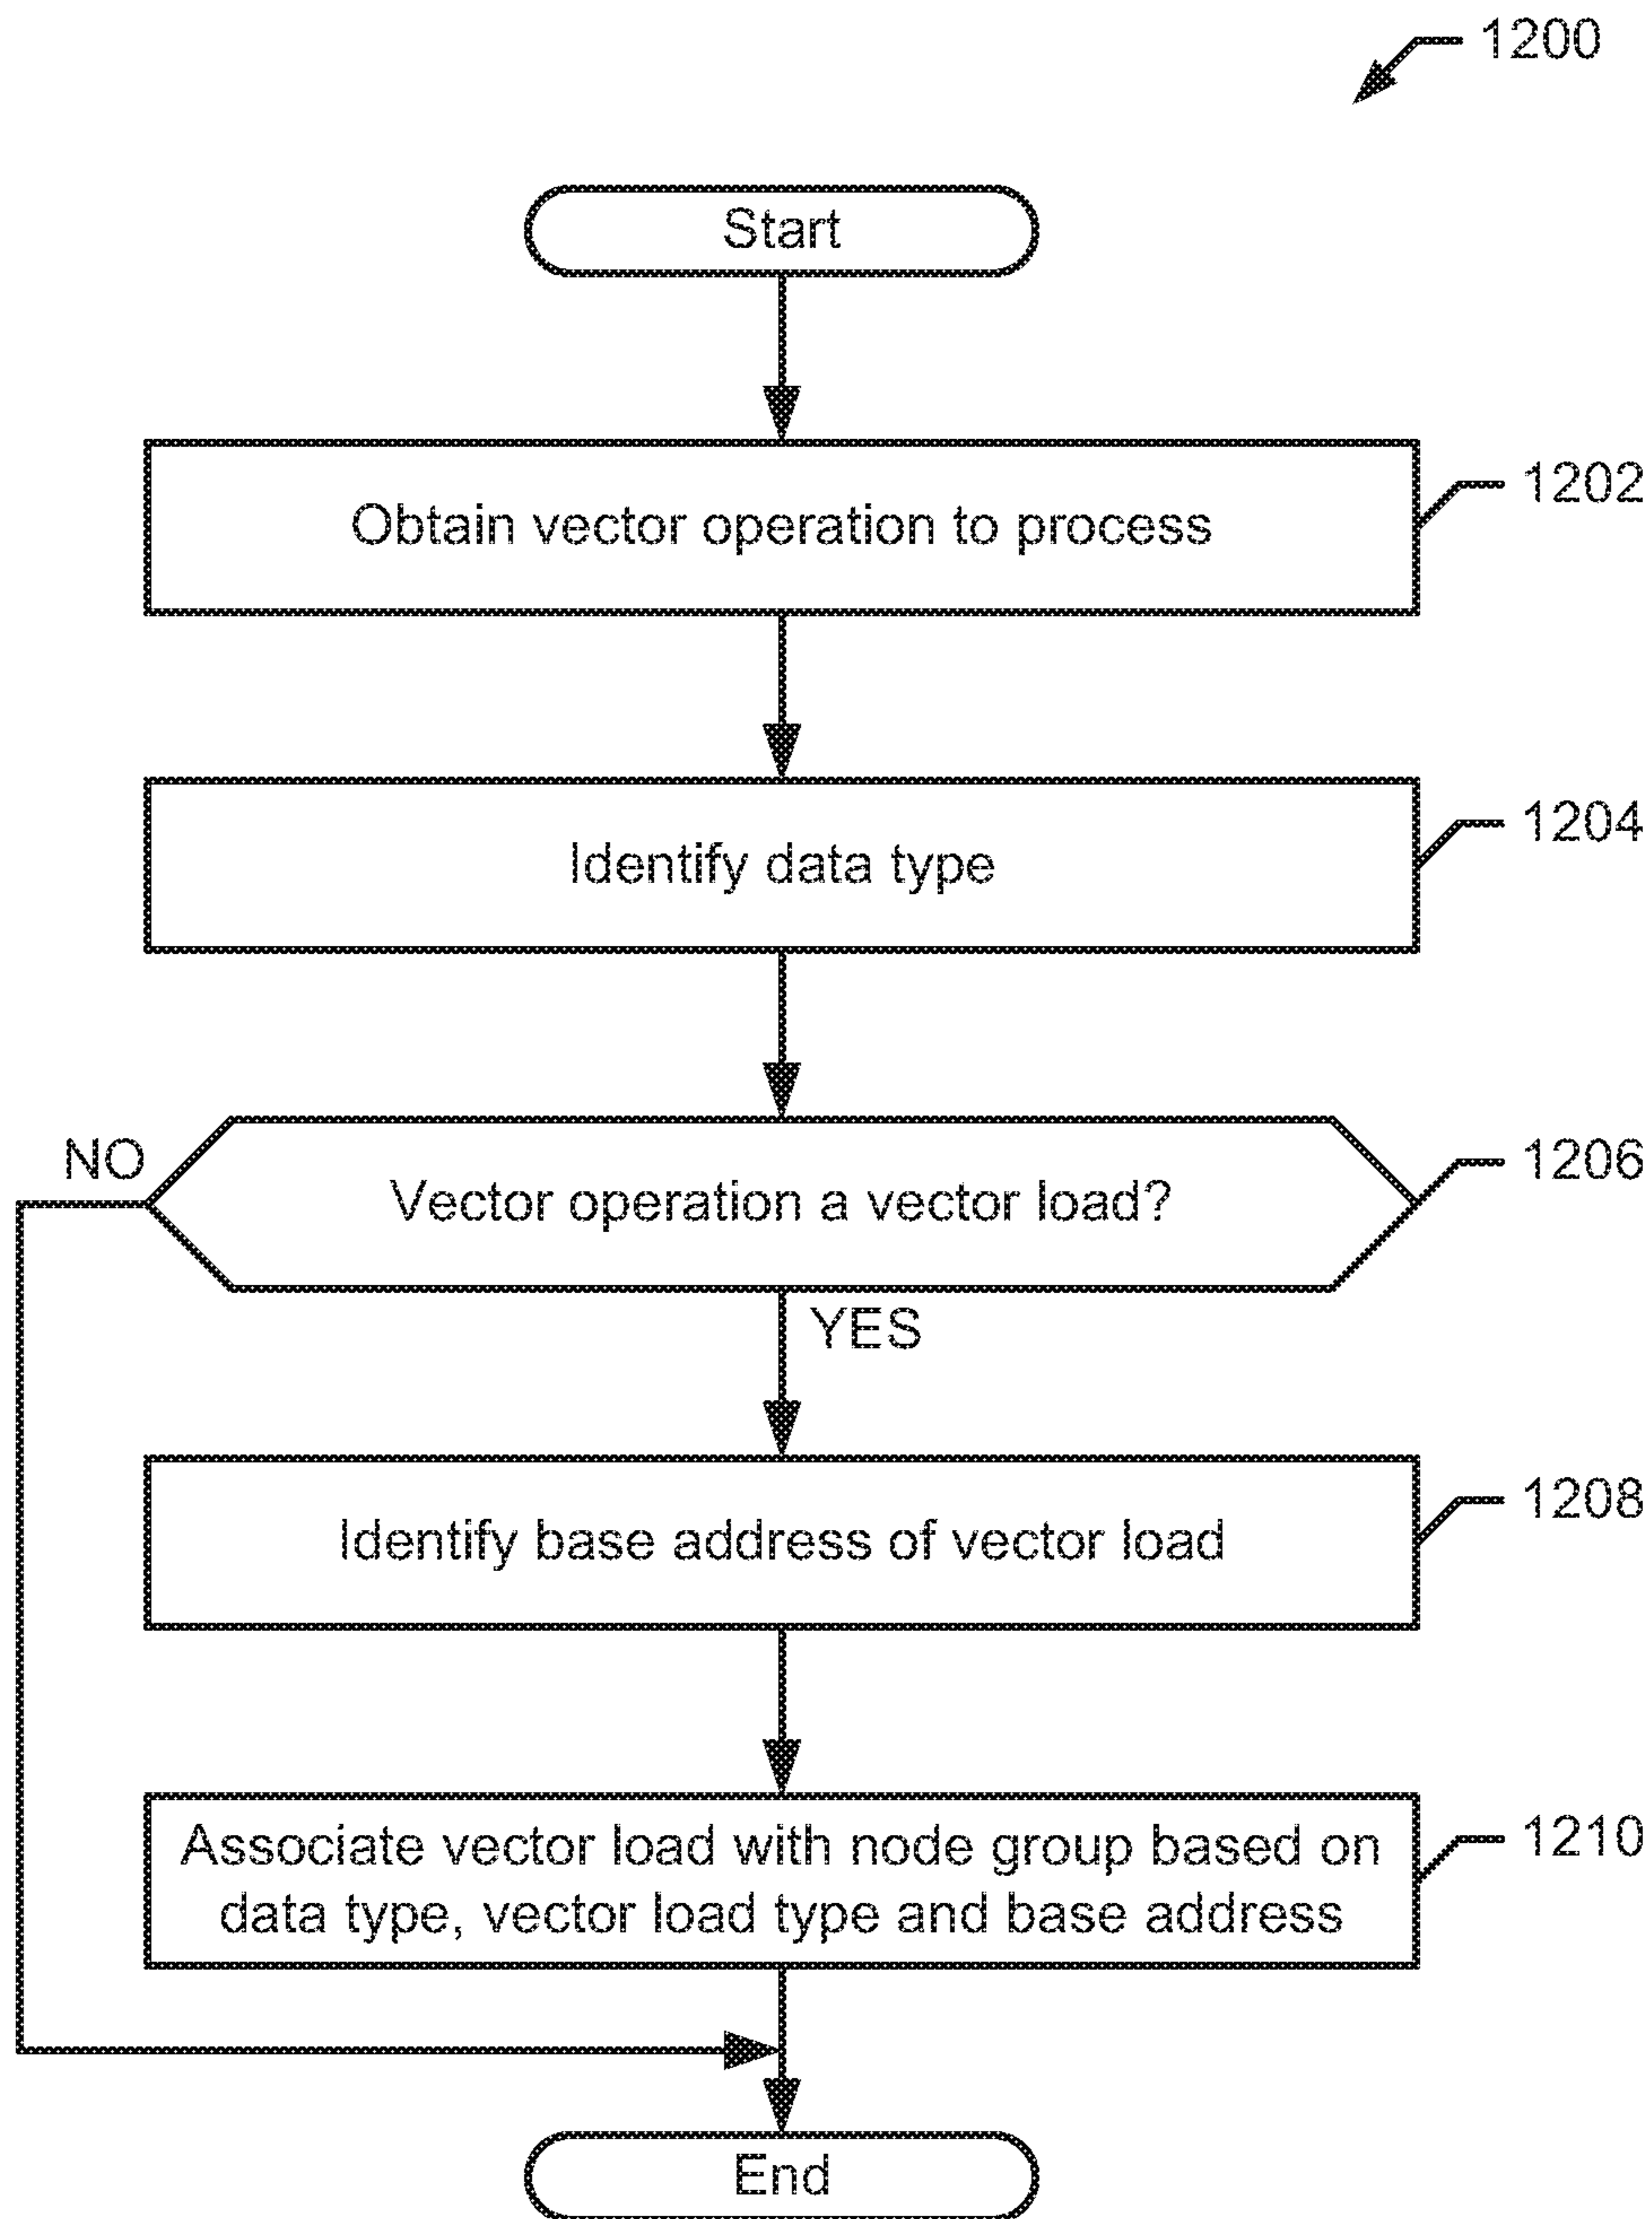 1200
Start
Obtain vector operation to process
1202
Identify data type
1204
NO
Vector operation a vector load?
1206
YES
Identify base address of vector load
1208
Associate vector load with node group based on
data type, vector load type and base address
1210
End